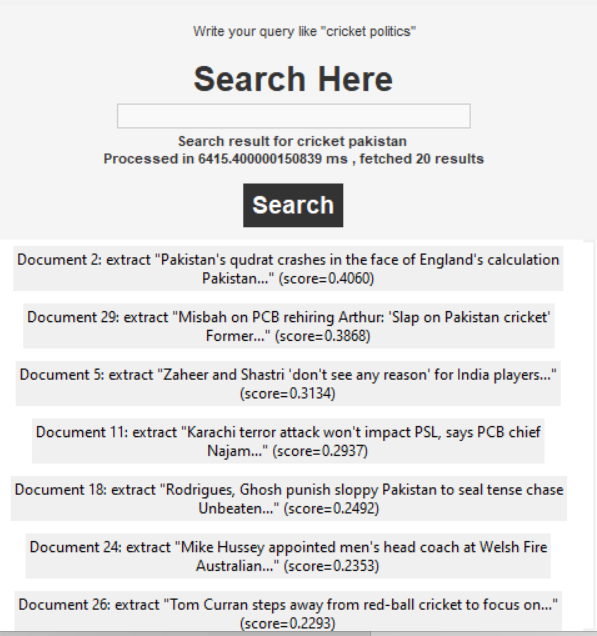 Write your query like "cricket politics"
Search Here
Search result for cricket pakistan
Processed in 6415.400000150839 ms , fetched 20 results
Search
Document 2: extract "Pakistan's qudrat crashes in the face of England's calculation
Pakistan..." (score=0.4060)
Document 29: extract "Misbah on PCB rehiring Arthur: 'Slap on Pakistan cricket'
Former..." (score=0.3868)
Document 5: extract "Zaheer and Shastri 'don't see any reason' for India players..."
(score=0.3134)
Document 11: extract "Karachi terror attack won't impact PSL, says PCB chief
Najam..." (score=0.2937)
Document 18: extract "Rodrigues, Ghosh punish sloppy Pakistan to seal tense chase
Unbeaten..." (score=0.2492)
Document 24: extract "Mike Hussey appointed men's head coach at Welsh Fire
Australian..." (score=0.2353)
Document 26: extract "Tom Curran steps away from red-ball cricket to focus on..."
(score=0.2293)